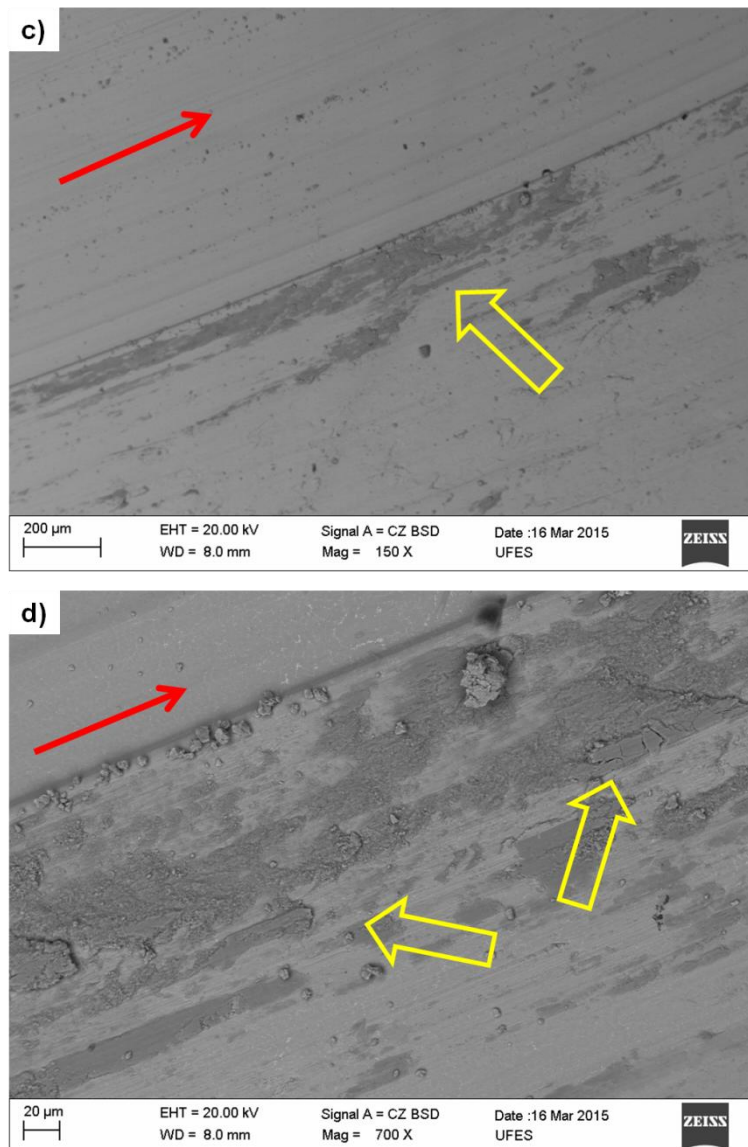 c)
200 µm
EHT = 20.00 kV
Signal A = CZ BSD
Date :16 Mar 2015
ZEISS
WD = 8.0 mm
Mag = 150 X
UFES
d)
20 µm
EHT = 20.00 kV
Signal A = CZ BSD
Date :16 Mar 2015
ZEISS
WD = 8.0 mm
Mag = 700 X
UFES